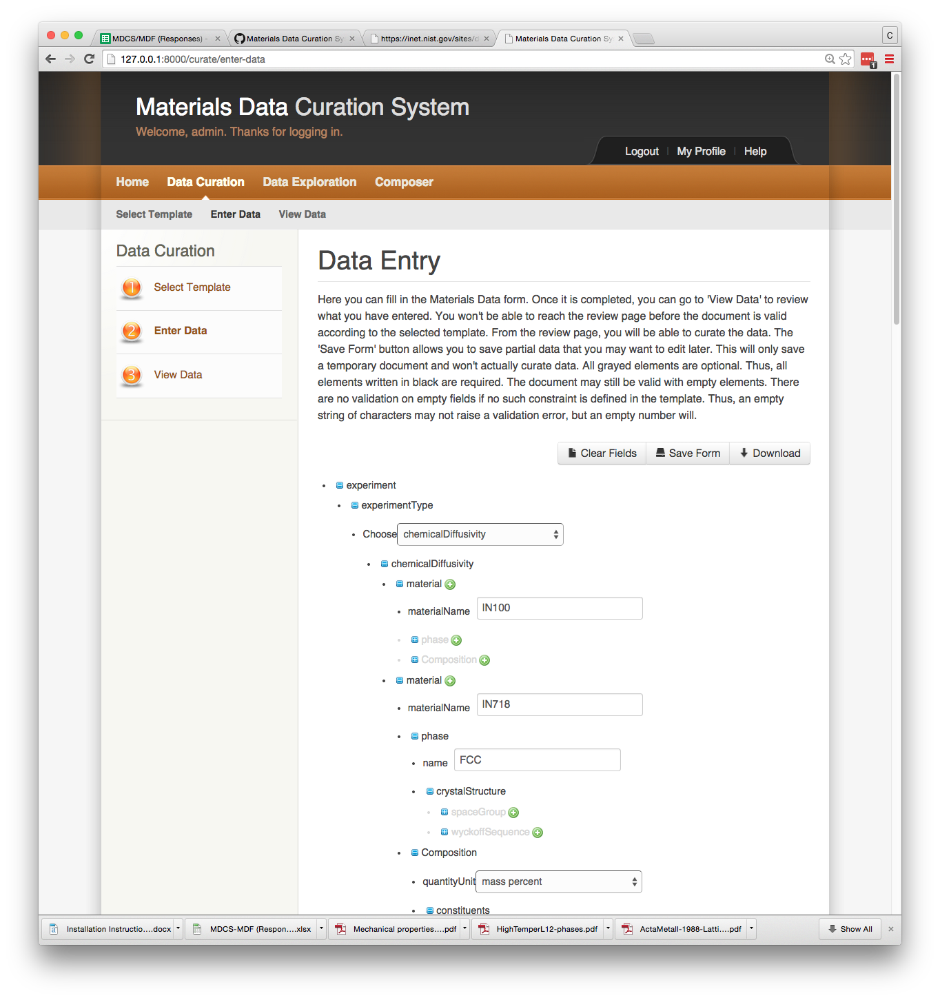 MDCS/MDF (Responses) -
Materials Data Curation Sy
https://inet.nist.gov/sites/d
Materials Data Curation Sy
C
127.0.0.1:8000/curate/enter-data
1
Materials Data Curation System
Welcome, admin. Thanks for logging in.
Logout | My Profile | Help
Home Data Curation Data Exploration Composer
Select Template Enter Data View Data
Data Curation
1 Select Template
2 Enter Data
3 View Data
Data Entry
Here you can fill in the Materials Data form. Once it is completed, you can go to 'View Data' to review
what you have entered. You won't be able to reach the review page before the document is valid
according to the selected template. From the review page, you will be able to curate the data. The
'Save Form' button allows you to save partial data that you may want to edit later. This will only save
a temporary document and won't actually curate data. All grayed elements are optional. Thus, all
elements written in black are required. The document may still be valid with empty elements. There
are no validation on empty fields if no such constraint is defined in the template. Thus, an empty
string of characters may not raise a validation error, but an empty number will.
Clear Fields Save Form Download
experiment
experimentType
Choose chemicalDiffusivity
chemicalDiffusivity
material
materialName IN100
phase
Composition
material
materialName IN718
phase
name FCC
crystalStructure
spaceGroup
wyckoffSequence
Composition
quantityUnit mass percent
constituents
Installation Instructio....docx
MDCS-MDF (Respon....xlsx
Mechanical properties....pdf
HighTemperL12-phases.pdf
ActaMetall-1988-Latti....pdf
Show All